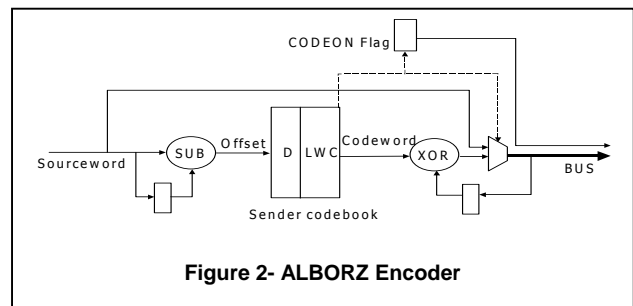 CODEON Flag
Offset
Codeword
Sourceword
SUB
D
LWC
XOR
BUS
Sender codebook
Figure 2- ALBORZ Encoder